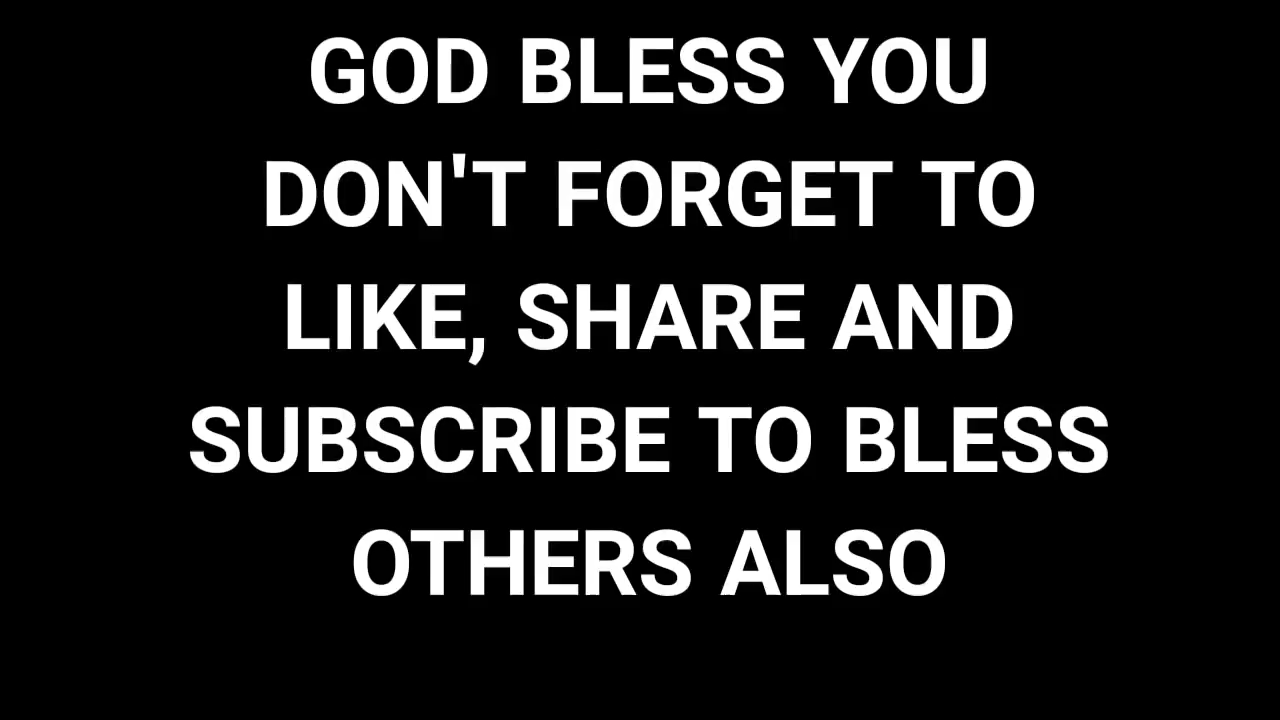 GOD BLESS YOU
DON'T FORGET TO
LIKE, SHARE AND
SUBSCRIBE TO BLESS
OTHERS ALSO